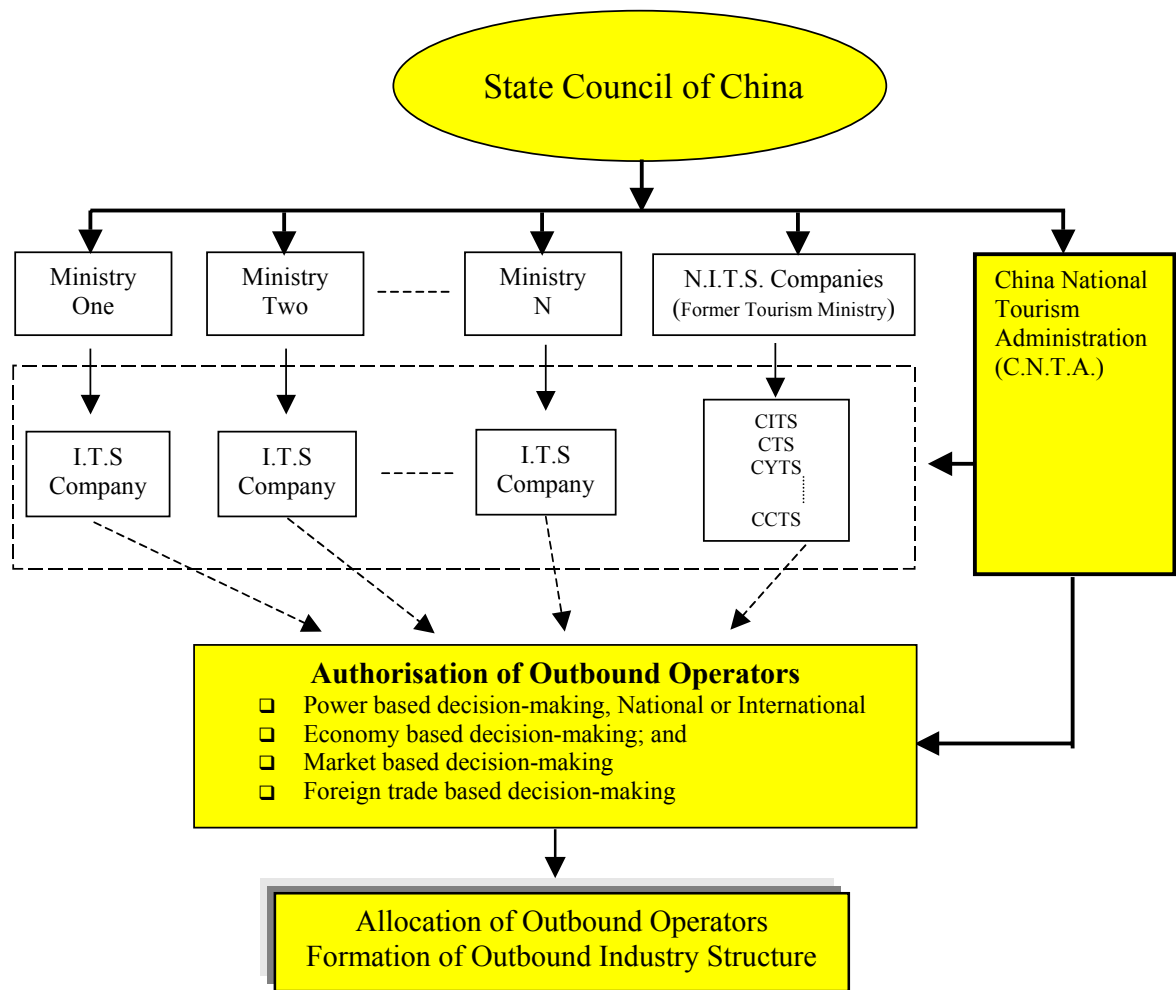 State Council of China
Ministry
One
Ministry
Two
Ministry
N
N.I.T.S. Companies
(Former Tourism Ministry)
China National
Tourism
Administration
(C.N.T.A.)
I.T.S
Company
I.T.S
Company
I.T.S
Company
CITS
CTS
CYTS
CCTS
Authorisation of Outbound Operators
❑ Power based decision-making, National or International
❑ Economy based decision-making; and
❑ Market based decision-making
❑ Foreign trade based decision-making
Allocation of Outbound Operators
Formation of Outbound Industry Structure